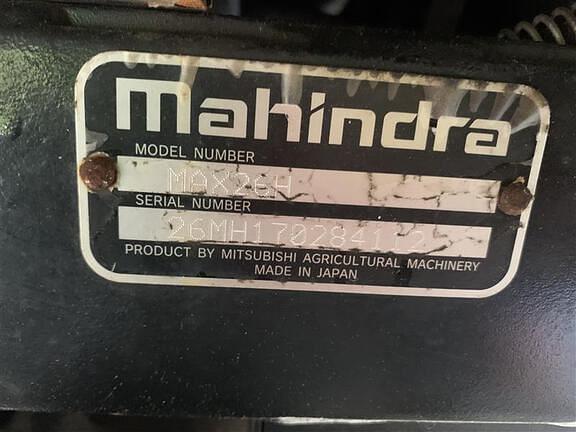 mahindra
MODEL NUMBER
MAX26H
SERIAL NUMBER
26MH170284112
PRODUCT BY MITSUBISHI AGRICULTURAL MACHINERY
MADE IN JAPAN